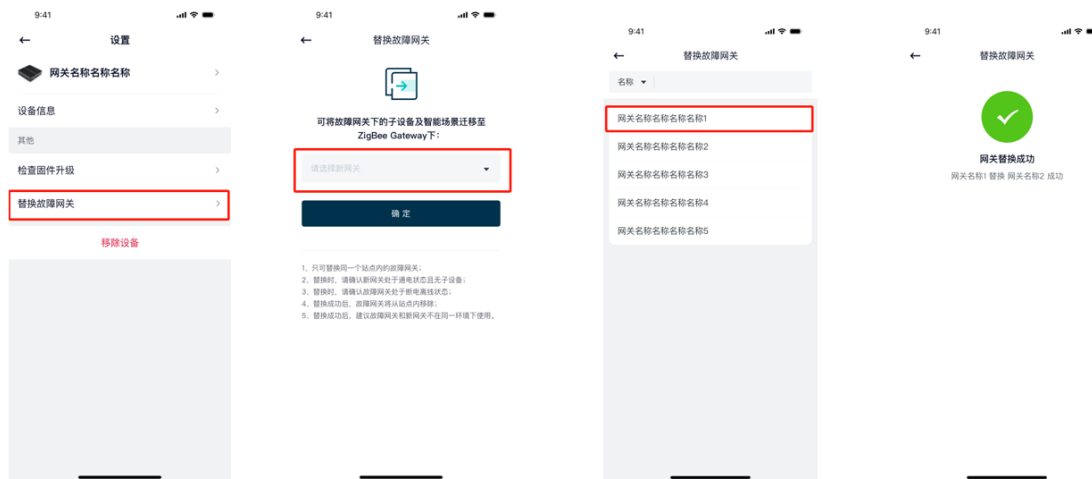 9:41
设置
网关名称名称名称
设备信息
其他
检查固件升级
替换故障网关
移除设备
9:41
替换故障网关
可将故障网关下的子设备及智能场景迁移至
ZigBee Gateway下：
请选择新网关
确 定
1、只可替换同一个站点内的故障网关；
2、替换时，请确认新网关处于通电状态且无子设备；
3、替换时，请确认故障网关处于断电离线状态；
4、替换成功后，故障网关将从站点内移除；
5、替换成功后，建议故障网关和新网关不在同一环境下使用。
9:41
替换故障网关
名称
网关名称名称名称名称1
网关名称名称名称名称2
网关名称名称名称名称3
网关名称名称名称名称4
网关名称名称名称名称5
9:41
替换故障网关
网关替换成功
网关名称1 替换 网关名称2 成功